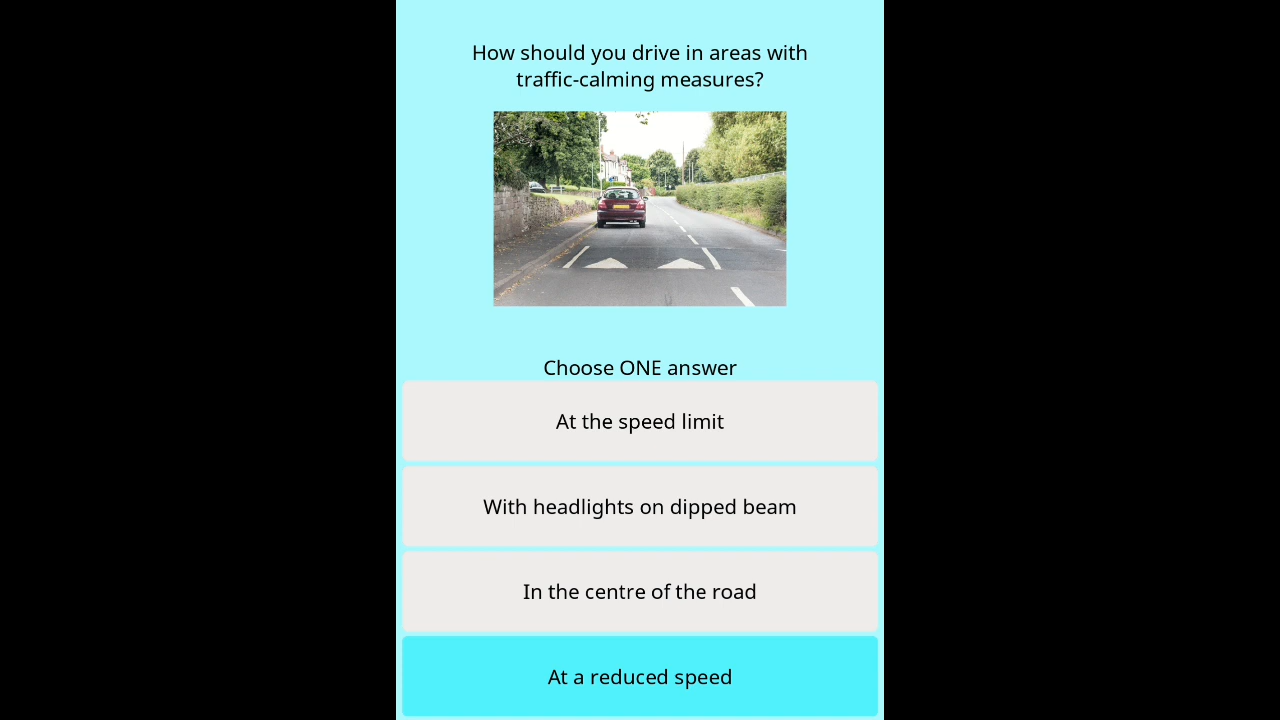 How should you drive in areas with
traffic-calming measures?
Choose ONE answer
At the speed limit
With headlights on dipped beam
In the centre of the road
At a reduced speed